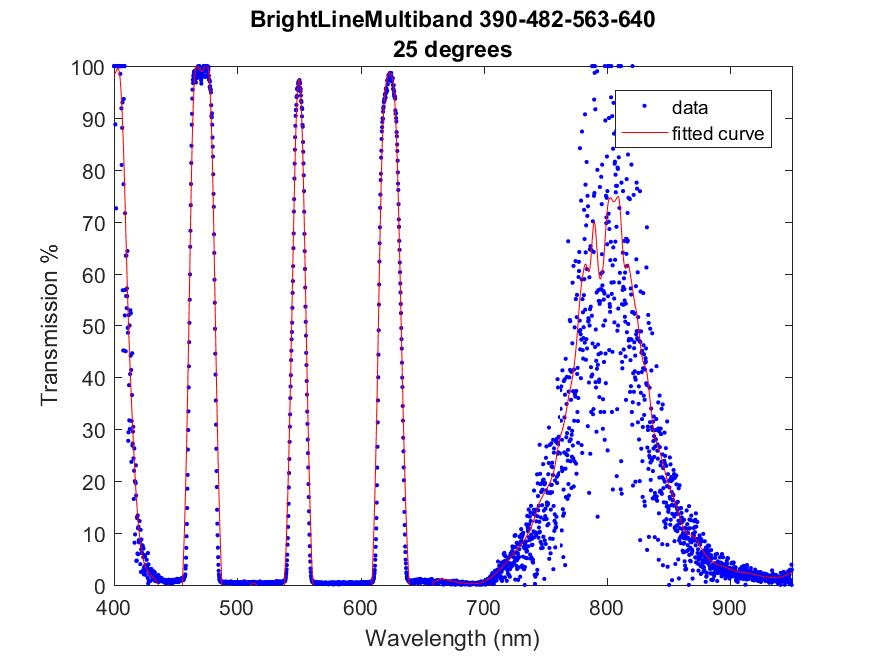 BrightLineMultiband 390-482-563-640
25 degrees
100
90
80
70
60
50
40
30
20
10
0
Transmission %
data
fitted curve
400 500 600 700 800 900
Wavelength (nm)